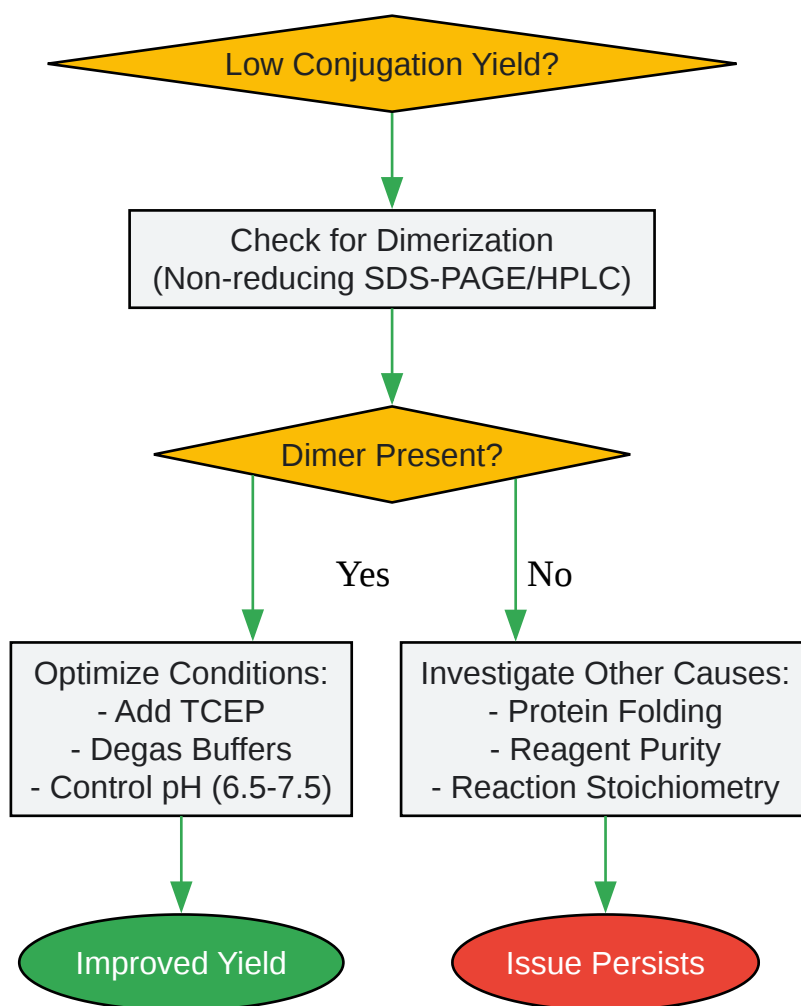 Low Conjugation Yield?
Check for Dimerization
(Non-reducing SDS-PAGE/HPLC)
Dimer Present?
Yes
No
Optimize Conditions:
- Add TCEP
- Degas Buffers
- Control pH (6.5-7.5)
Investigate Other Causes:
- Protein Folding
- Reagent Purity
- Reaction Stoichiometry
Improved Yield
Issue Persists